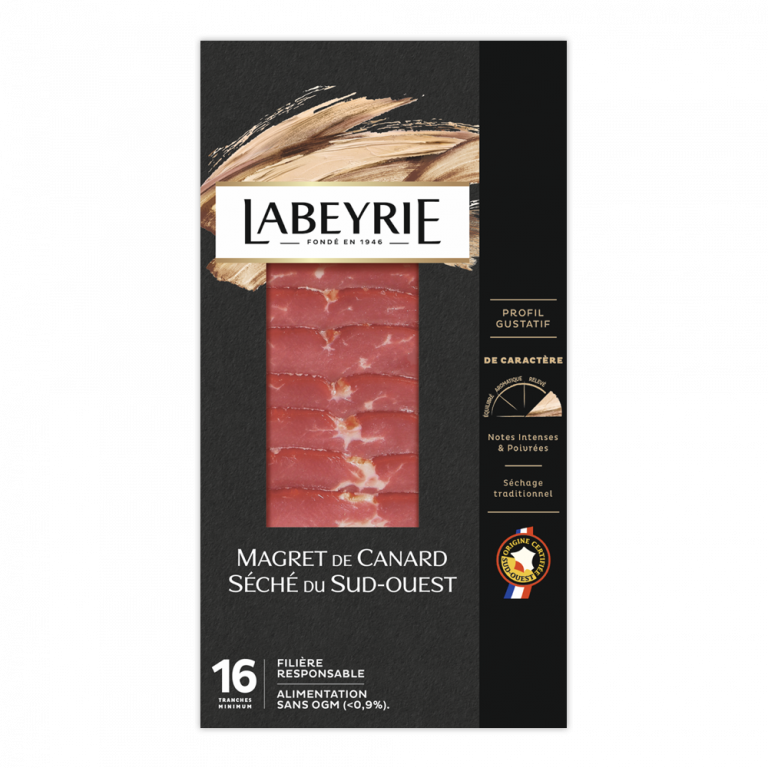 LABEYRIE
FONDÉ EN 1946
PROFIL
GUSTATIF
DE CARACTÈRE
ÉQUILIBRÉ AROMATIQUE RELEVÉ
Notes Intenses
& Poivrées
Séchage
traditionnel
ORIGINE CERTIFIÉE
SUD-OUEST
MAGRET DE CANARD
SÉCHÉ DU SUD-OUEST
16
TRANCHES
MINIMUM
FILIÈRE
RESPONSABLE
ALIMENTATION
SANS OGM (<0,9%).